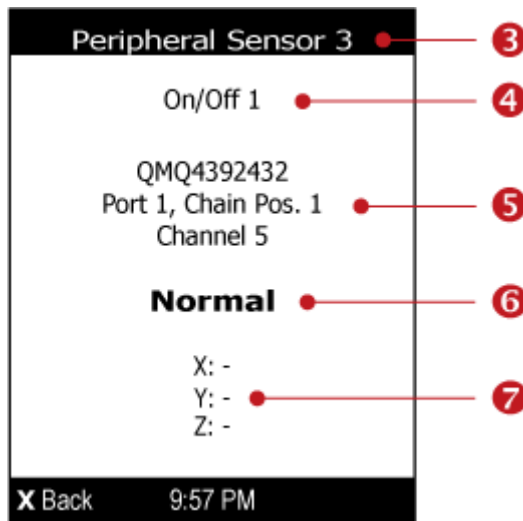 Peripheral Sensor 3
3
On/Off 1
4
QMQ4392432
Port 1, Chain Pos. 1
5
Channel 5
Normal
6
X: -
Y: -
7
Z: -
X Back 9:57 PM